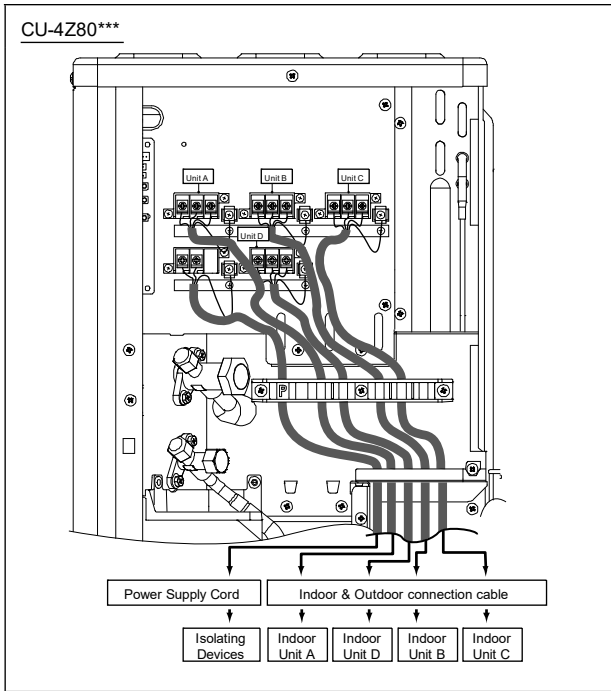 CU-4Z80***
Unit A
Unit B
Unit C
Unit D
P
Power Supply Cord
Indoor & Outdoor connection cable
Isolating
Devices
Indoor
Unit A
Indoor
Unit D
Indoor
Unit B
Indoor
Unit C